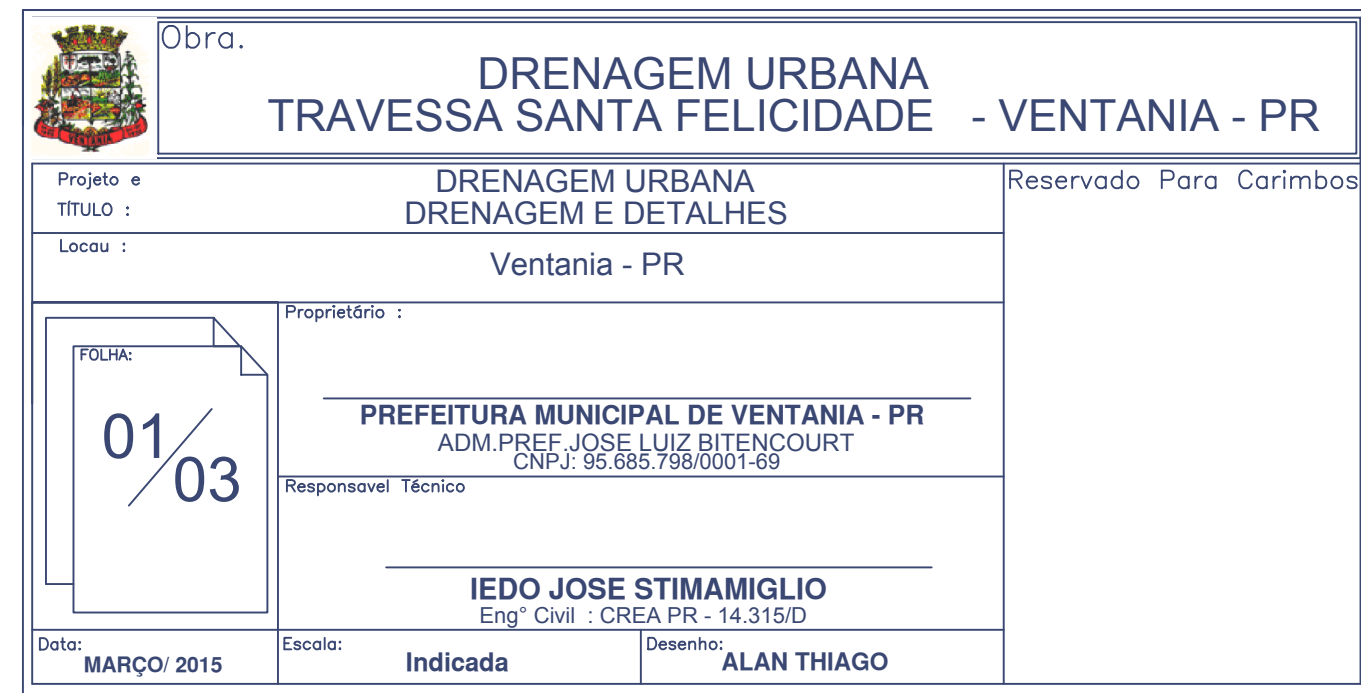 Obra.
DRENAGEM URBANA
TRAVESSA SANTA FELICIDADE - VENTANIA - PR
Projeto e
TÍTULO :
DRENAGEM URBANA
DRENAGEM E DETALHES
Reservado Para Carimbos
Locau :
Ventania - PR
FOLHA:
01/03
Proprietário :
PREFEITURA MUNICIPAL DE VENTANIA - PR
ADM.PREF.JOSE LUIZ BITENCOURT
CNPJ: 95.685.798/0001-69
Responsavel Técnico
IEDO JOSE STIMAMIGLIO
Eng° Civil : CREA PR - 14.315/D
Data:
MARÇO/ 2015
Escala:
Indicada
Desenho:
ALAN THIAGO
VENTANIA